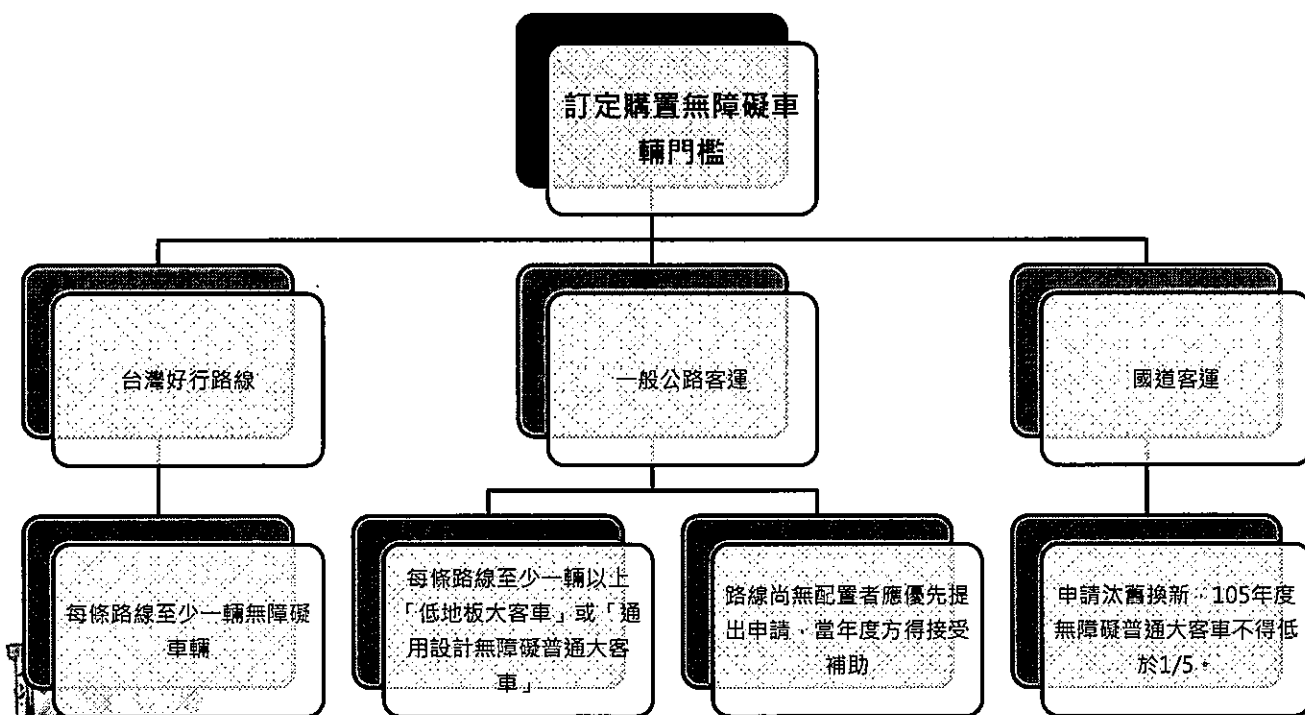 訂定購置無障礙車
輛門檻
台灣好行路線
一般公路客運
國道客運
每條路線至少一輛無障礙
車輛
每條路線至少一輛以上
「低地板大客車」或「通
用設計無障礙普通大客
車」
路線尚無配置者應優先提
出申請，當年度方得接受
補助
申請汰舊換新，105年度
無障礙普通大客車不得低
於1/5。